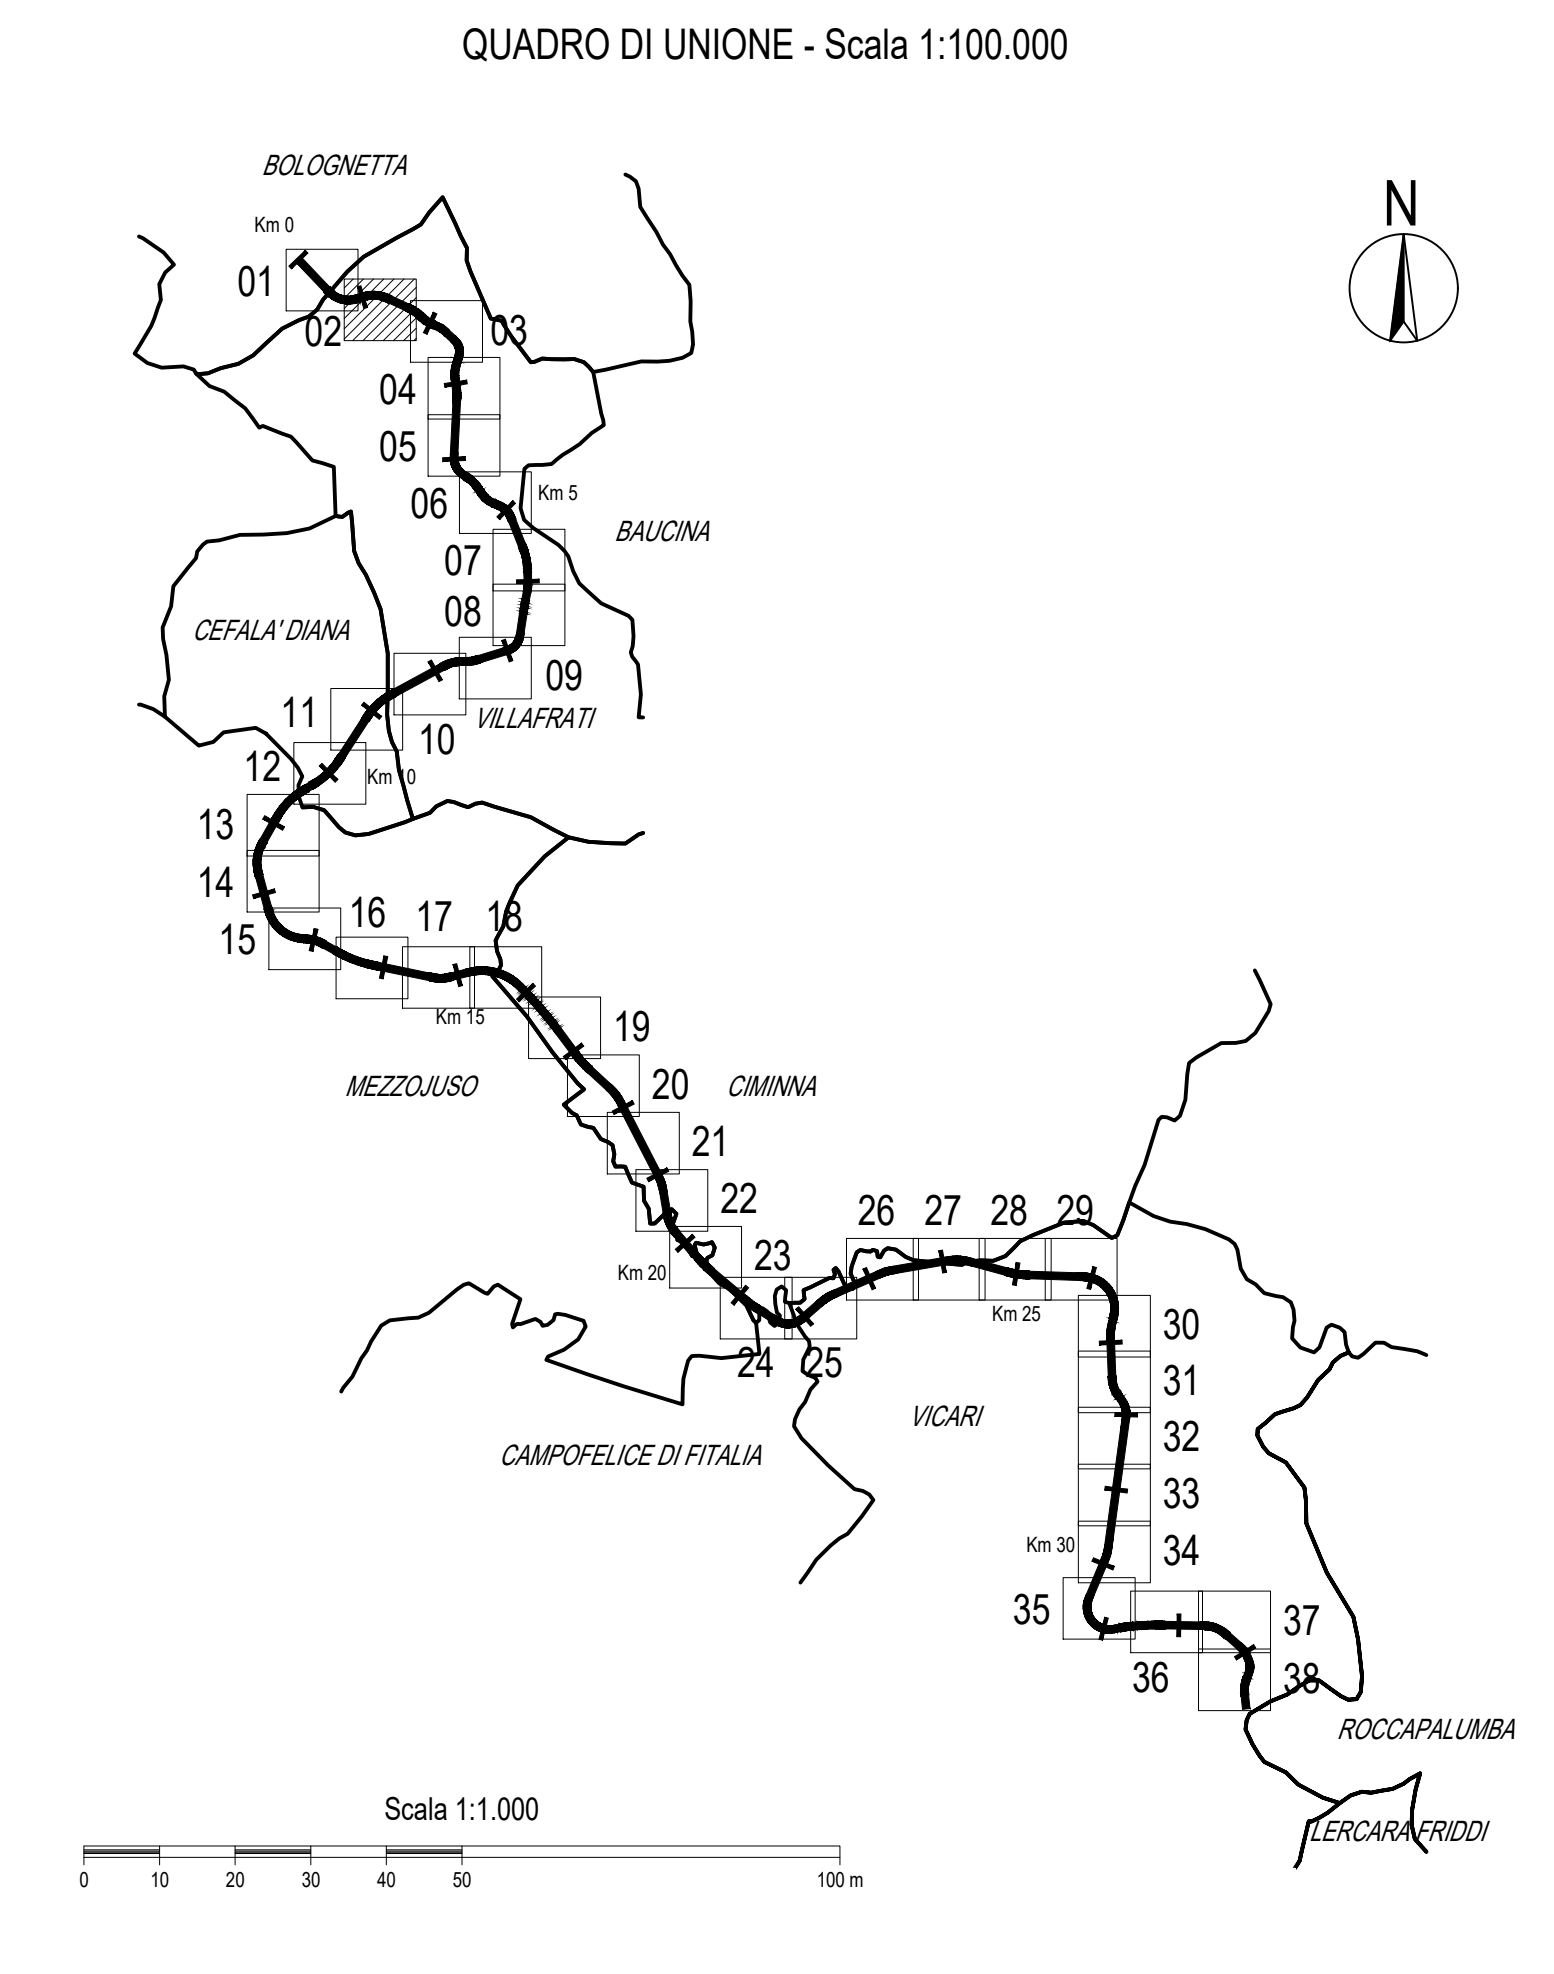 QUADRO DI UNIONE - Scala 1:100.000
BOLOGNETTA
N
Km 0
01
02
03
04
05
06
Km 5
BAUCINA
07
08
CEFALA' DIANA
09
11
VILLAFRATI
10
12
Km 10
13
14
16
17
18
15
Km 15
19
MEZZOJUSO
20
CIMINNA
21
22
26
27
28
29
23
Km 20
Km 25
30
24
25
31
VICARI
32
CAMPOFELICE DI FITALIA
33
Km 30
34
35
37
36
38
ROCCAPALUMBA
Scala 1:1.000
LERCARA FRIDDI
0
10
20
30
40
50
100 m